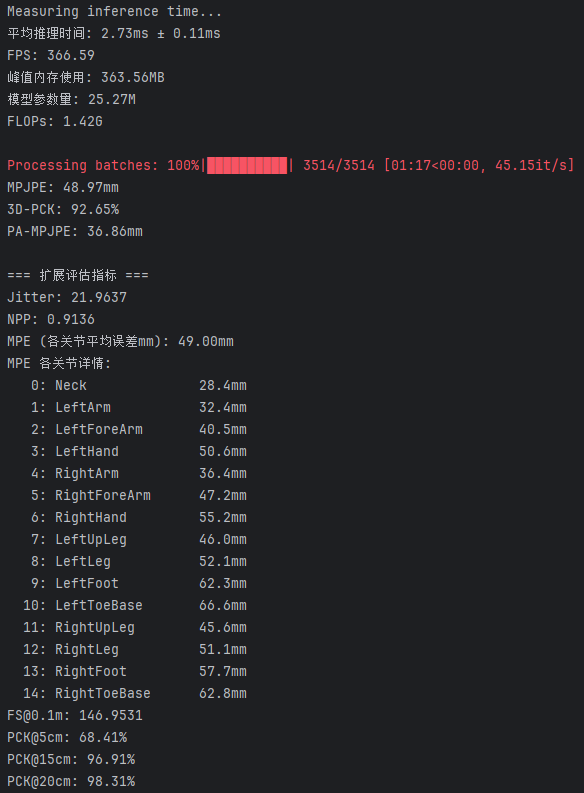 Measuring inference time...
平均推理时间: 2.73ms ± 0.11ms
FPS: 366.59
峰值内存使用: 363.56MB
模型参数量: 25.27M
FLOPs: 1.42G
Processing batches: 100%|██████████| 3514/3514 [01:17<00:00, 45.15it/s]
MPJPE: 48.97mm
3D-PCK: 92.65%
PA-MPJPE: 36.86mm
=== 扩展评估指标 ===
Jitter: 21.9637
NPP: 0.9136
MPE (各关节平均误差mm): 49.00mm
MPE 各关节详情:
0: Neck 28.4mm
1: LeftArm 32.4mm
2: LeftForeArm 40.5mm
3: LeftHand 50.6mm
4: RightArm 36.4mm
5: RightForeArm 47.2mm
6: RightHand 55.2mm
7: LeftUpLeg 46.0mm
8: LeftLeg 52.1mm
9: LeftFoot 62.3mm
10: LeftToeBase 66.6mm
11: RightUpLeg 45.6mm
12: RightLeg 51.1mm
13: RightFoot 57.7mm
14: RightToeBase 62.8mm
FS@0.1m: 146.9531
PCK@5cm: 68.41%
PCK@15cm: 96.91%
PCK@20cm: 98.31%